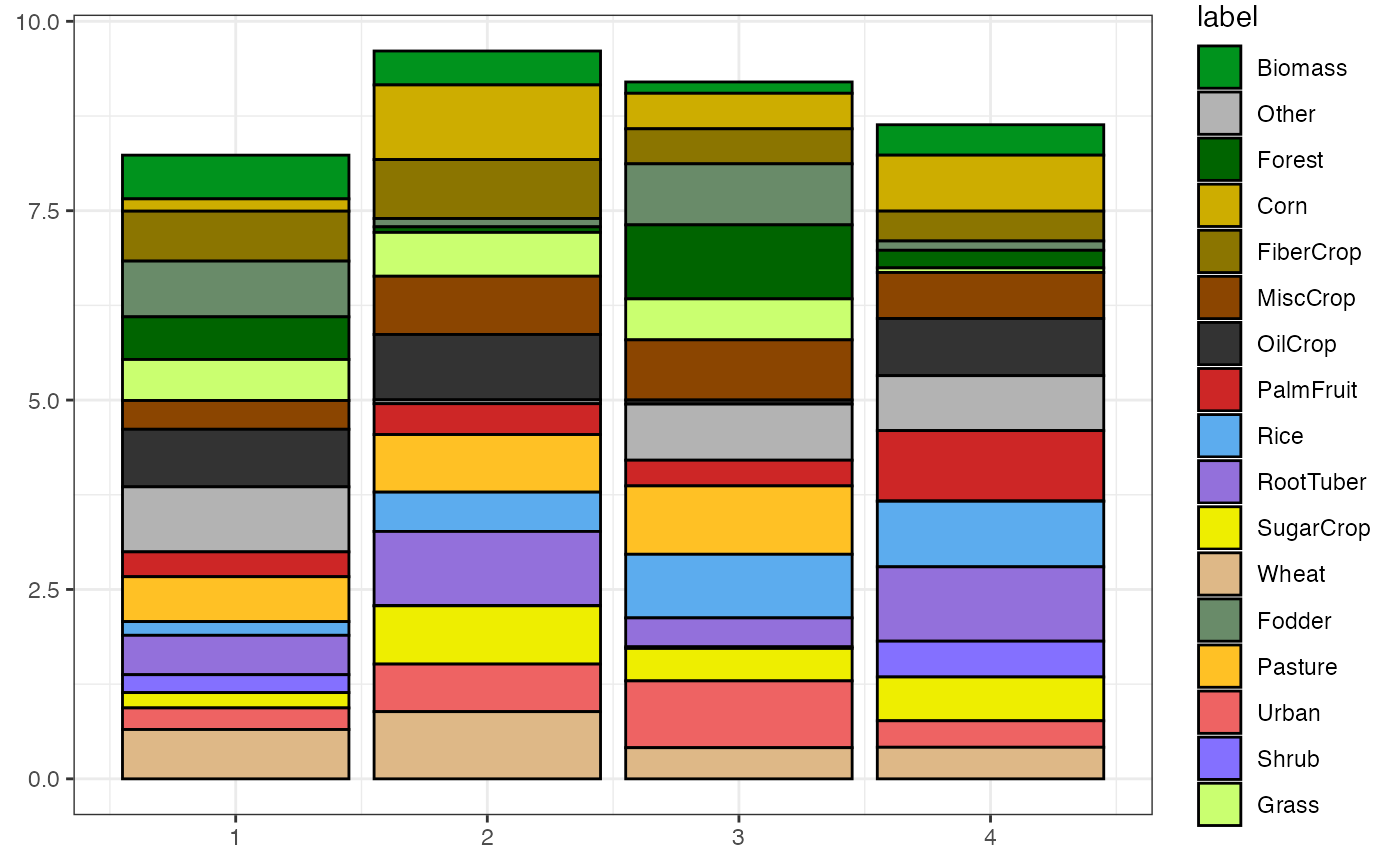 10.0
7.5
5.0
2.5
0.0
1 2 3 4
label
Biomass
Other
Forest
Corn
FiberCrop
MiscCrop
OilCrop
PalmFruit
Rice
RootTuber
SugarCrop
Wheat
Fodder
Pasture
Urban
Shrub
Grass